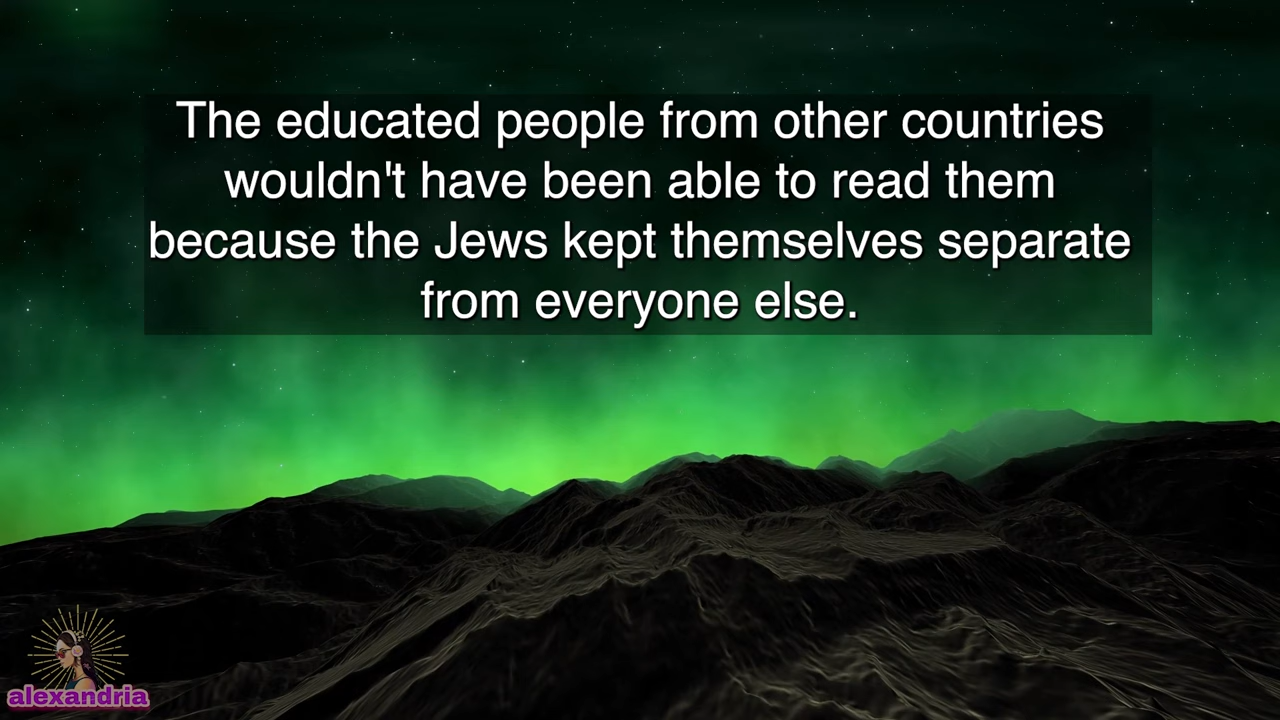 The educated people from other countries
wouldn't have been able to read them
because the Jews kept themselves separate
from everyone else.
alexandria